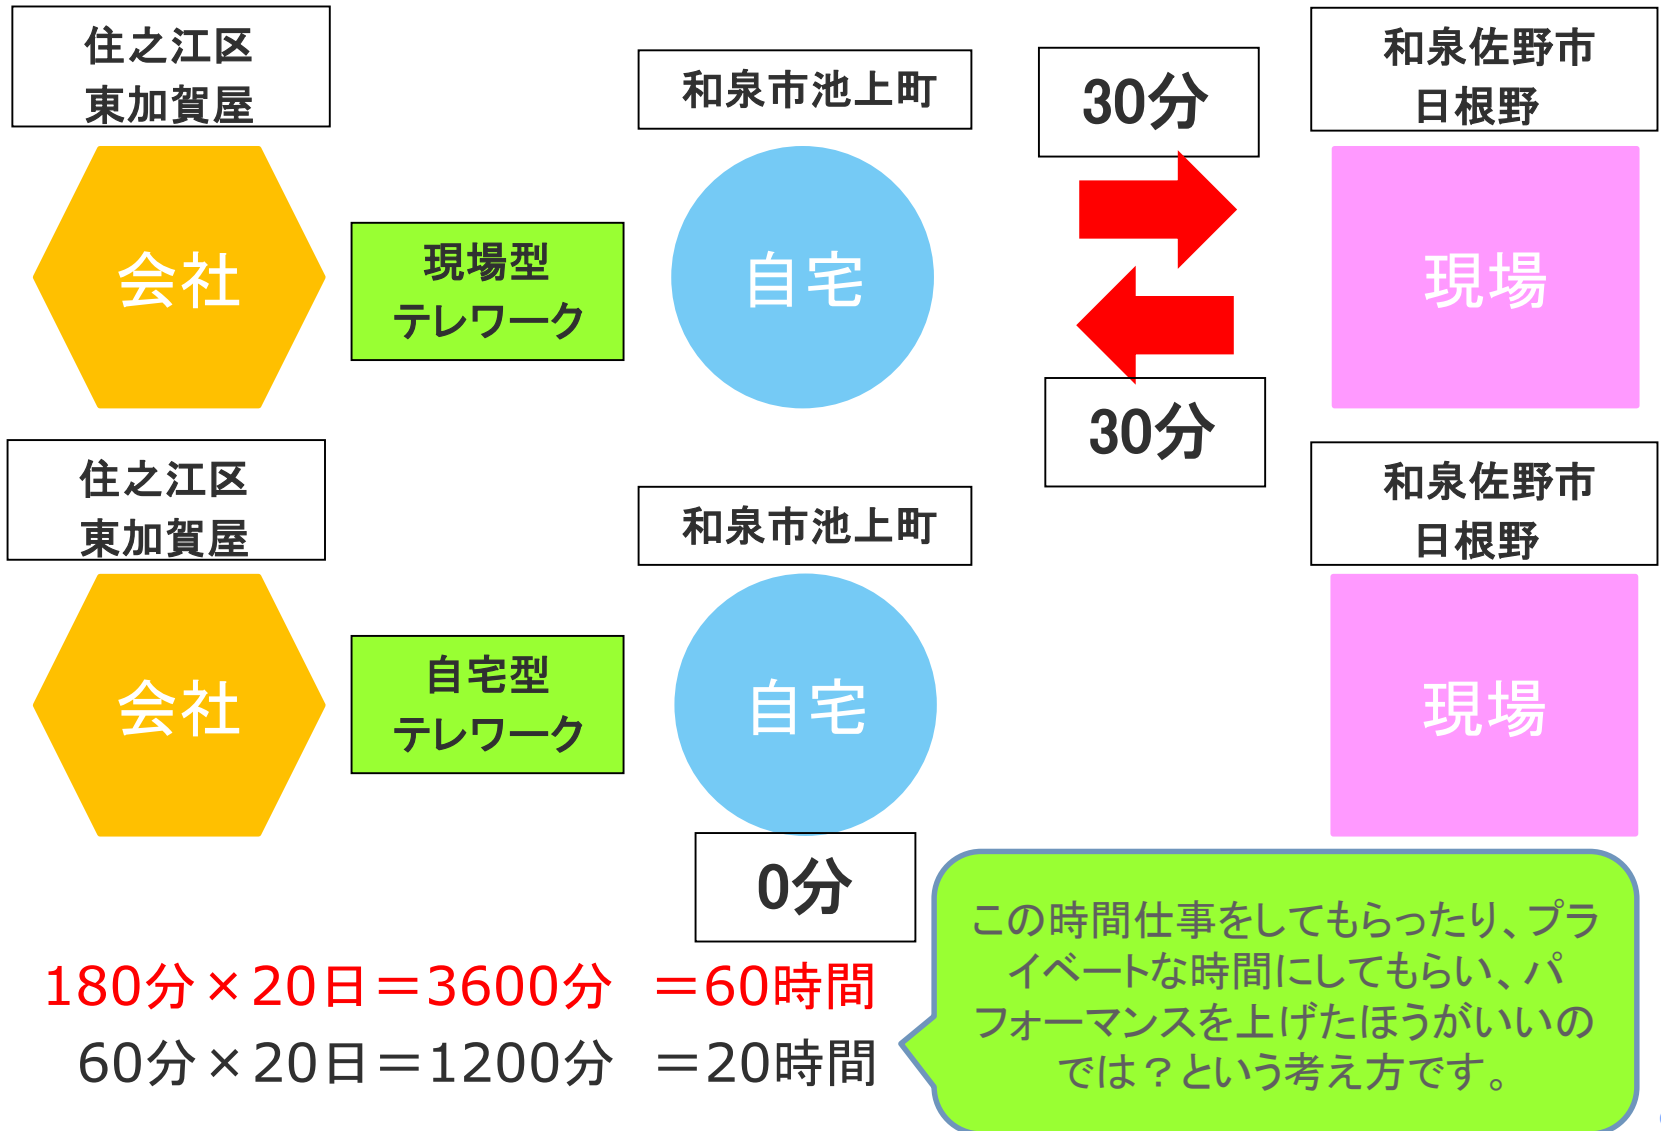 住之江区
東加賀屋
和泉市池上町
30分
和泉佐野市
日根野
会社
現場型
テレワーク
自宅
現場
30分
住之江区
東加賀屋
和泉市池上町
和泉佐野市
日根野
会社
自宅型
テレワーク
自宅
現場
0分
180分×20日＝3600分 ＝60時間
60分×20日＝1200分 ＝20時間
この時間仕事をしてもらったり、プラ
イベートな時間にしてもらい、パ
フォーマンスを上げたほうがいいの
では？という考え方です。